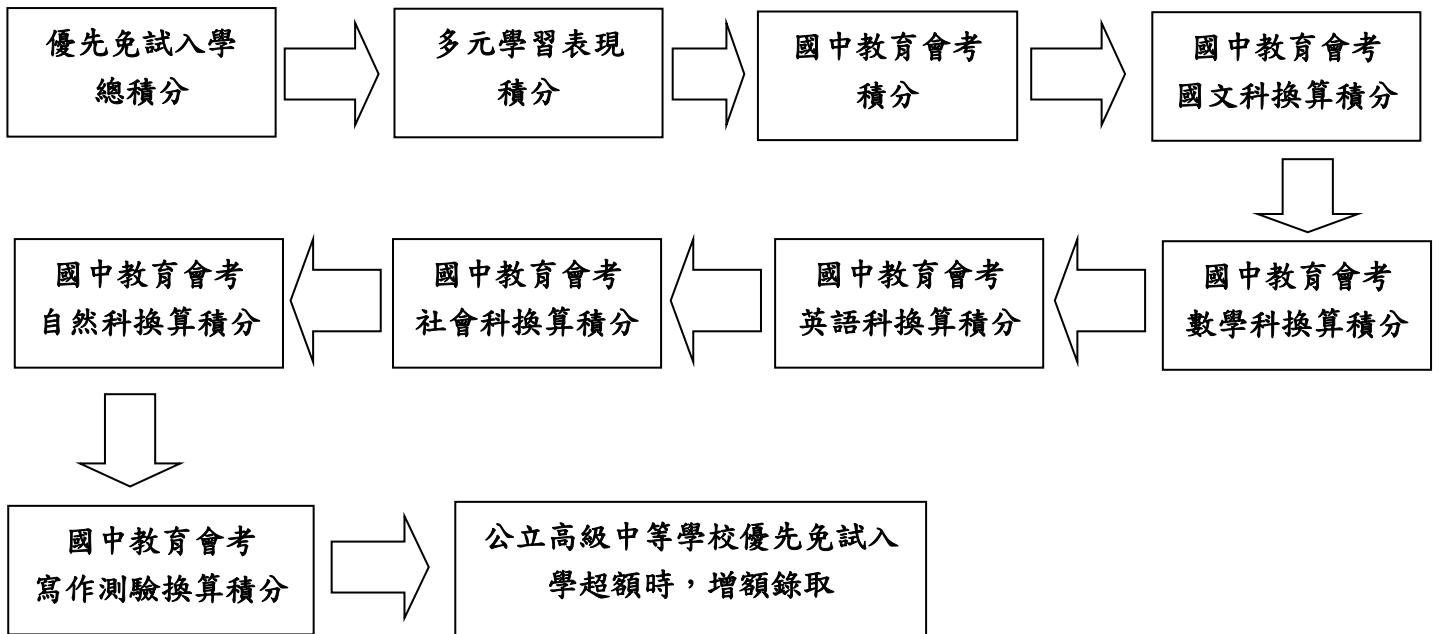 優先免試入學
總積分
多元學習表現
積分
國中教育會考
積分
國中教育會考
國文科換算積分
國中教育會考
數學科換算積分
國中教育會考
英語科換算積分
國中教育會考
社會科換算積分
國中教育會考
自然科換算積分
國中教育會考
寫作測驗換算積分
公立高級中等學校優先免試入
學超額時，增額錄取